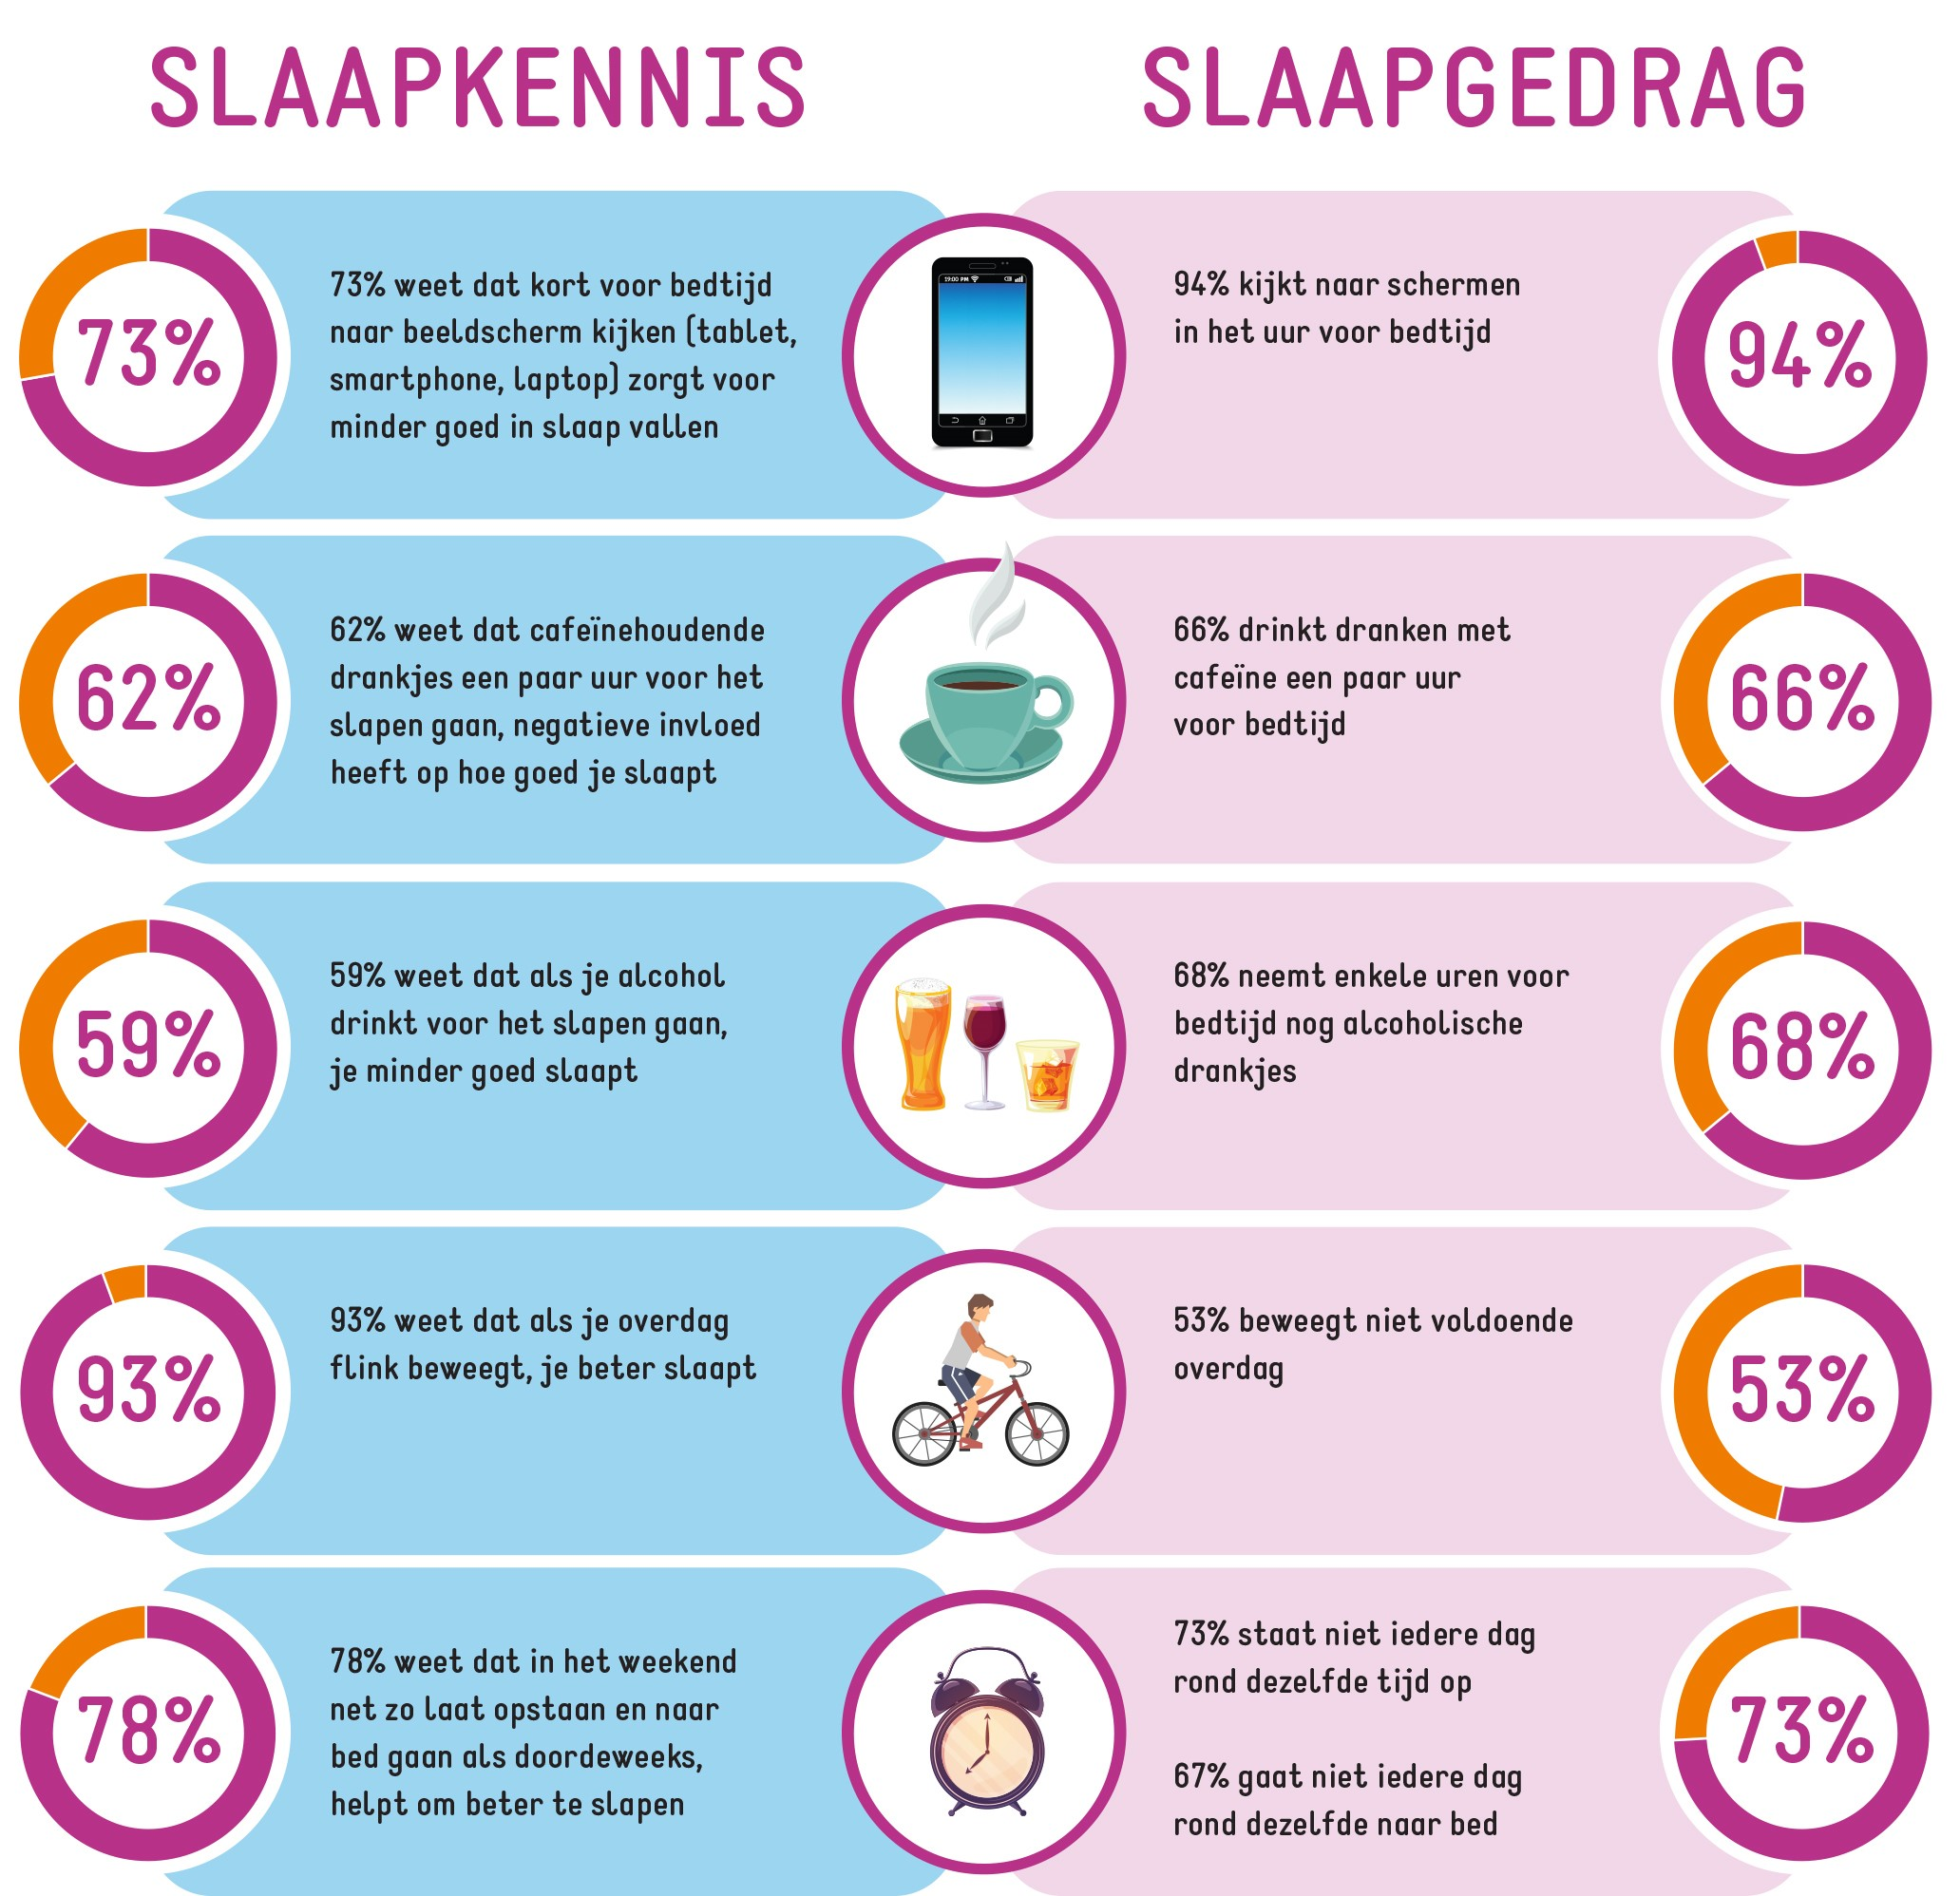 SLAAPKENNIS
SLAAPGEDRAG
73%
73% weet dat kort voor bedtijd
naar beeldscherm kijken (tablet,
smartphone, laptop) zorgt voor
minder goed in slaap vallen
19:00 PM
94% kijkt naar schermen
in het uur voor bedtijd
94%
62%
62% weet dat cafeïnehoudende
drankjes een paar uur voor het
slapen gaan, negatieve invloed
heeft op hoe goed je slaapt
66% drinkt dranken met
cafeïne een paar uur
voor bedtijd
66%
59%
59% weet dat als je alcohol
drinkt voor het slapen gaan,
je minder goed slaapt
68% neemt enkele uren voor
bedtijd nog alcoholische
drankjes
68%
93%
93% weet dat als je overdag
flink beweegt, je beter slaapt
53% beweegt niet voldoende
overdag
53%
78%
78% weet dat in het weekend
net zo laat opstaan en naar
bed gaan als doordeweeks,
helpt om beter te slapen
73% staat niet iedere dag
rond dezelfde tijd op
67% gaat niet iedere dag
rond dezelfde naar bed
73%